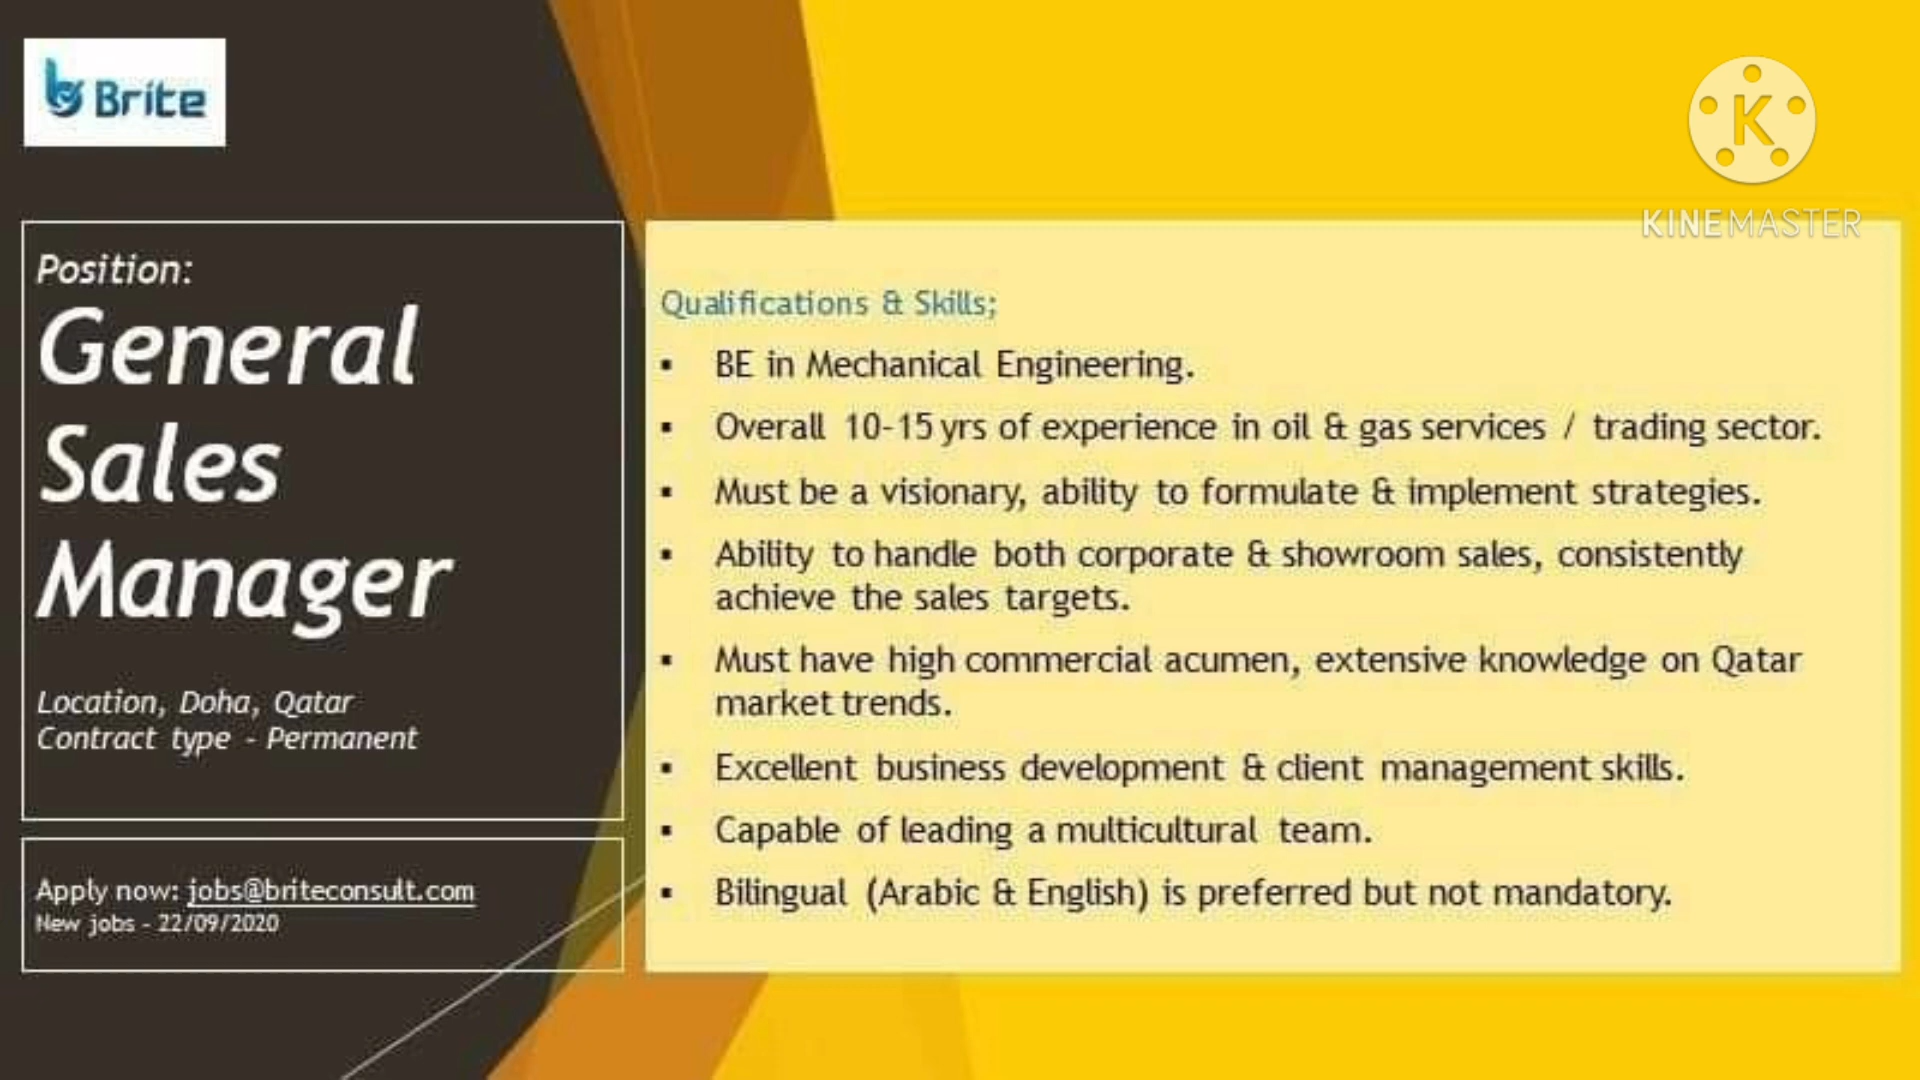 Brite
KINEMASTER
Position:
General
Sales
Manager
Location, Doha, Qatar
Contract type - Permanent
Apply now: jobs@briteconsult.com
New jobs - 22/09/2020
Qualifications & Skills;
▪ BE in Mechanical Engineering.
▪ Overall 10-15 yrs of experience in oil & gas services / trading sector.
▪ Must be a visionary, ability to formulate & implement strategies.
▪ Ability to handle both corporate & showroom sales, consistently
achieve the sales targets.
▪ Must have high commercial acumen, extensive knowledge on Qatar
market trends.
▪ Excellent business development & client management skills.
▪ Capable of leading a multicultural team.
▪ Bilingual (Arabic & English) is preferred but not mandatory.